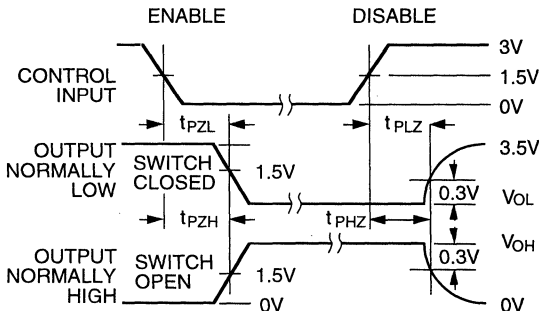 ENABLE DISABLE
3V
CONTROL INPUT 1.5V
0V
tPZL tPLZ
OUTPUT NORMALLY LOW
SWITCH CLOSED
3.5V
1.5V
0.3V VOL
tPZH tPHZ
VOH
OUTPUT NORMALLY HIGH
SWITCH OPEN
0.3V
1.5V
0V 0V